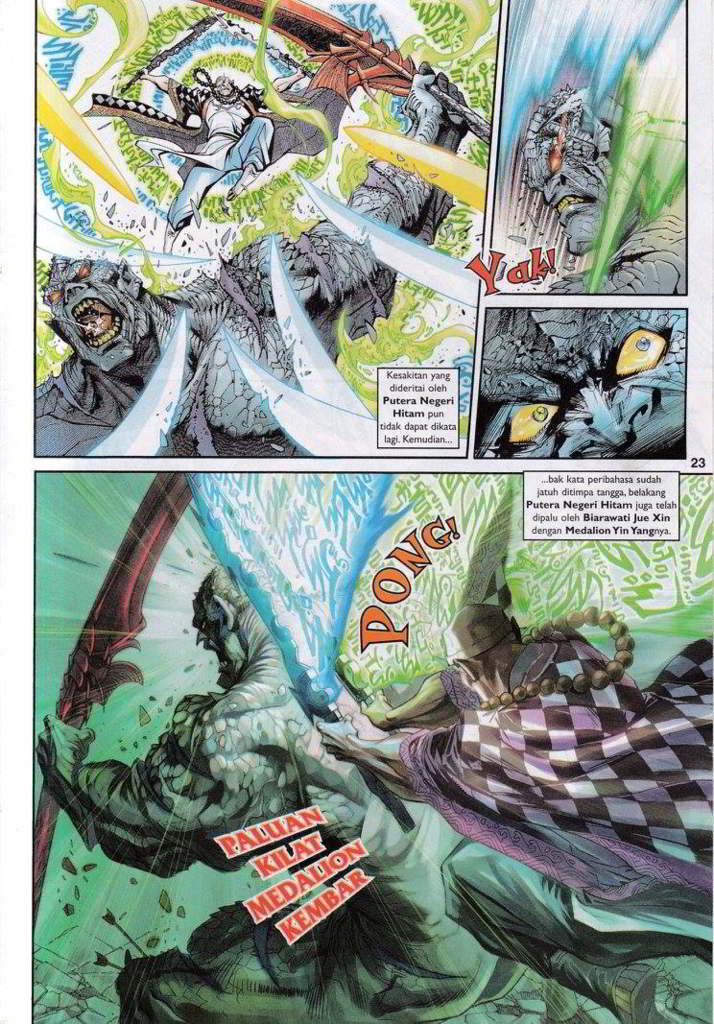 Yak!
Kesakitan yang
dideritai oleh
Putera Negeri
Hitam pun
tidak dapat dikata
lagi. Kemudian...
23
...bak kata peribahasa sudah
jatuh ditimpa tangga, belakang
Putera Negeri Hitam juga telah
dipalu oleh Biarawati Jue Xin
dengan Medalion Yin Yangnya.
PONG!
PALUAN
KILAT
MEDALION
KEMBAR